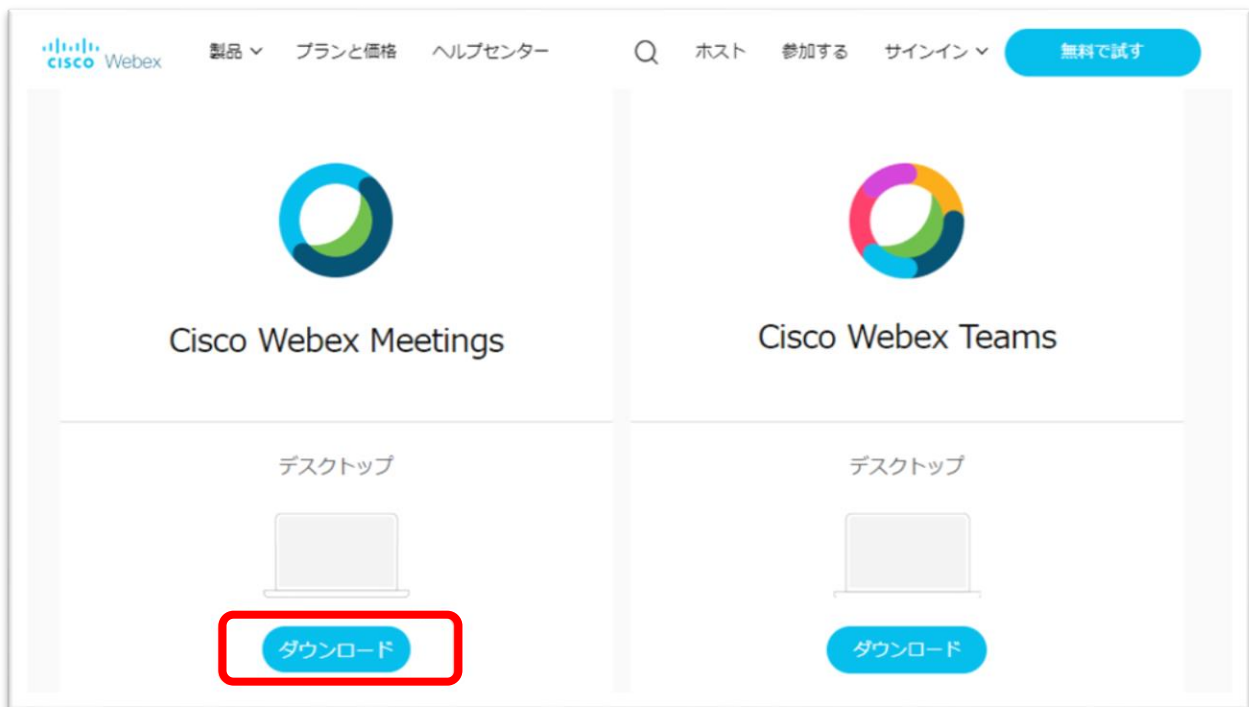 cisco Webex 製品 プランと価格 ヘルプセンター ホスト 参加する サインイン 無料で試す
Cisco Webex Meetings
Cisco Webex Teams
デスクトップ
デスクトップ
ダウンロード
ダウンロード